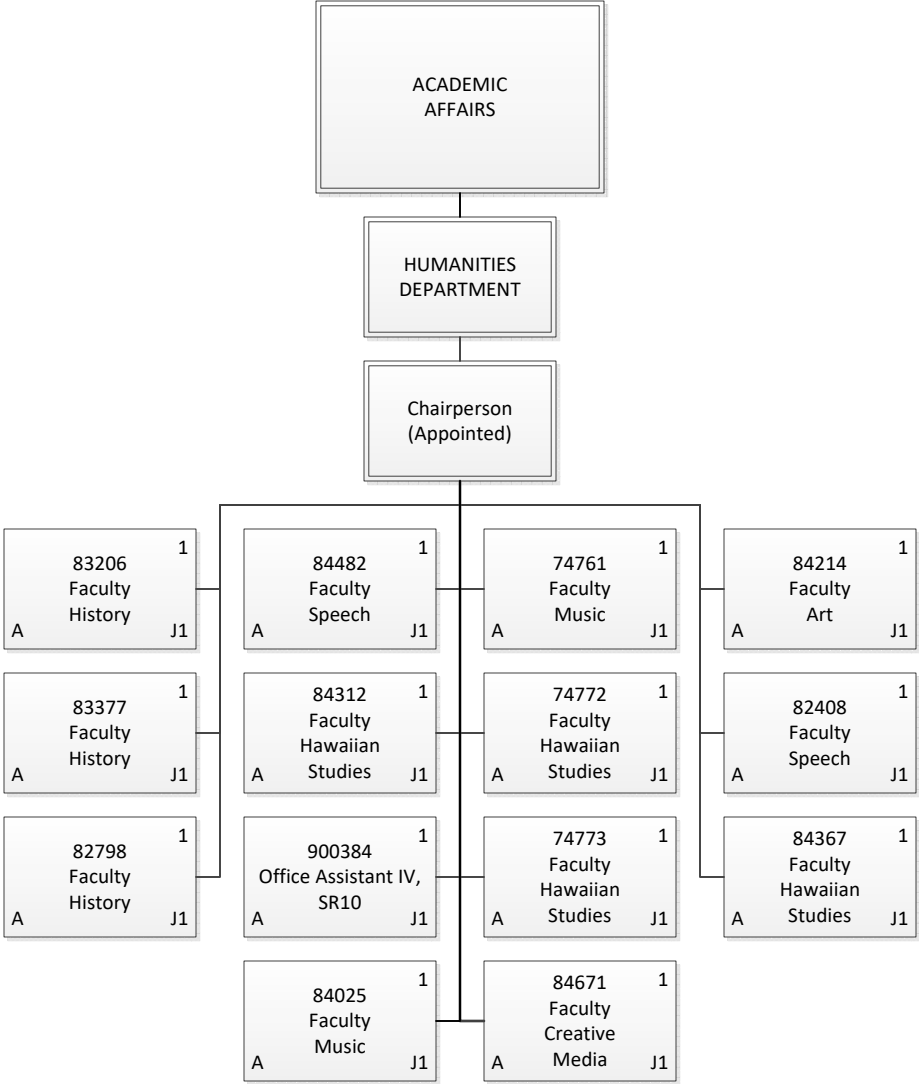 ACADEMIC
AFFAIRS
HUMANITIES
DEPARTMENT
Chairperson
(Appointed)
1
83206
Faculty
History
A J1
1
84482
Faculty
Speech
A J1
1
74761
Faculty
Music
A J1
1
84214
Faculty
Art
A J1
1
83377
Faculty
History
A J1
1
84312
Faculty
Hawaiian
Studies
A J1
1
74772
Faculty
Hawaiian
Studies
A J1
1
82408
Faculty
Speech
A J1
1
82798
Faculty
History
A J1
1
900384
Office Assistant IV,
SR10
A J1
1
74773
Faculty
Hawaiian
Studies
A J1
1
84367
Faculty
Hawaiian
Studies
A J1
1
84025
Faculty
Music
A J1
1
84671
Faculty
Creative
Media
A J1